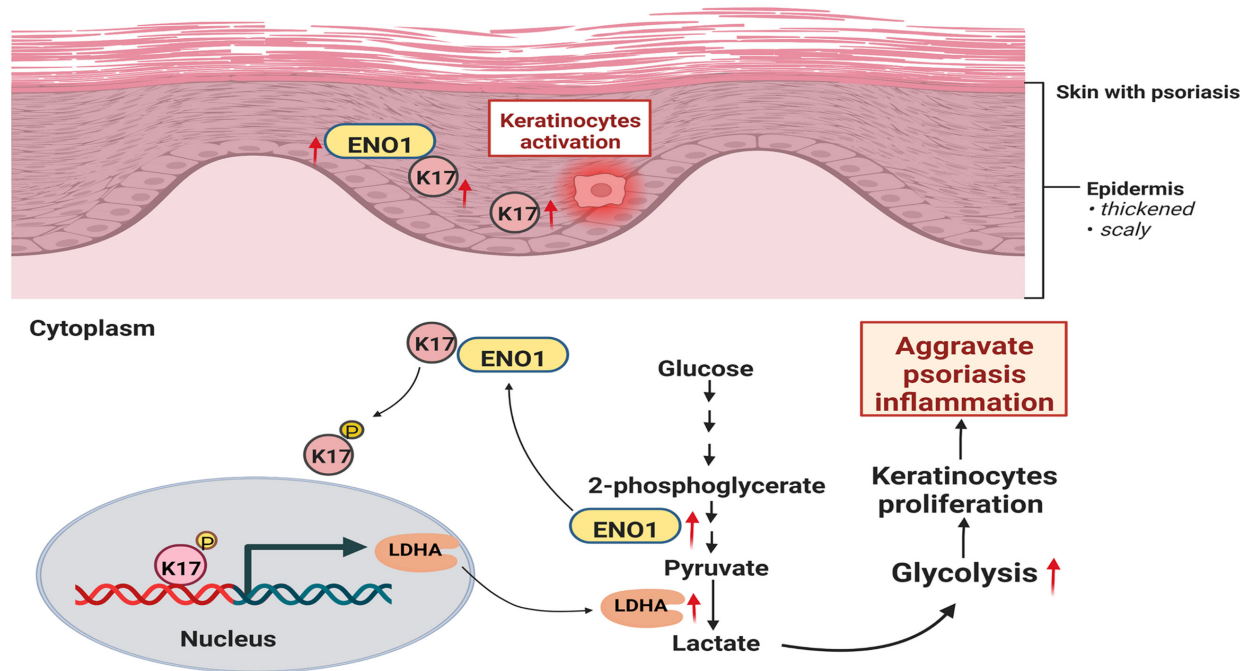 Skin with psoriasis
Keratinocytes
activation
ENO1
K17
K17
Epidermis
• thickened
• scaly
Cytoplasm
K17
ENO1
Glucose
Aggravate
psoriasis
inflammation
P
K17
2-phosphoglycerate
Keratinocytes
proliferation
ENO1
P
K17
LDHA
Pyruvate
Glycolysis
LDHA
Nucleus
Lactate